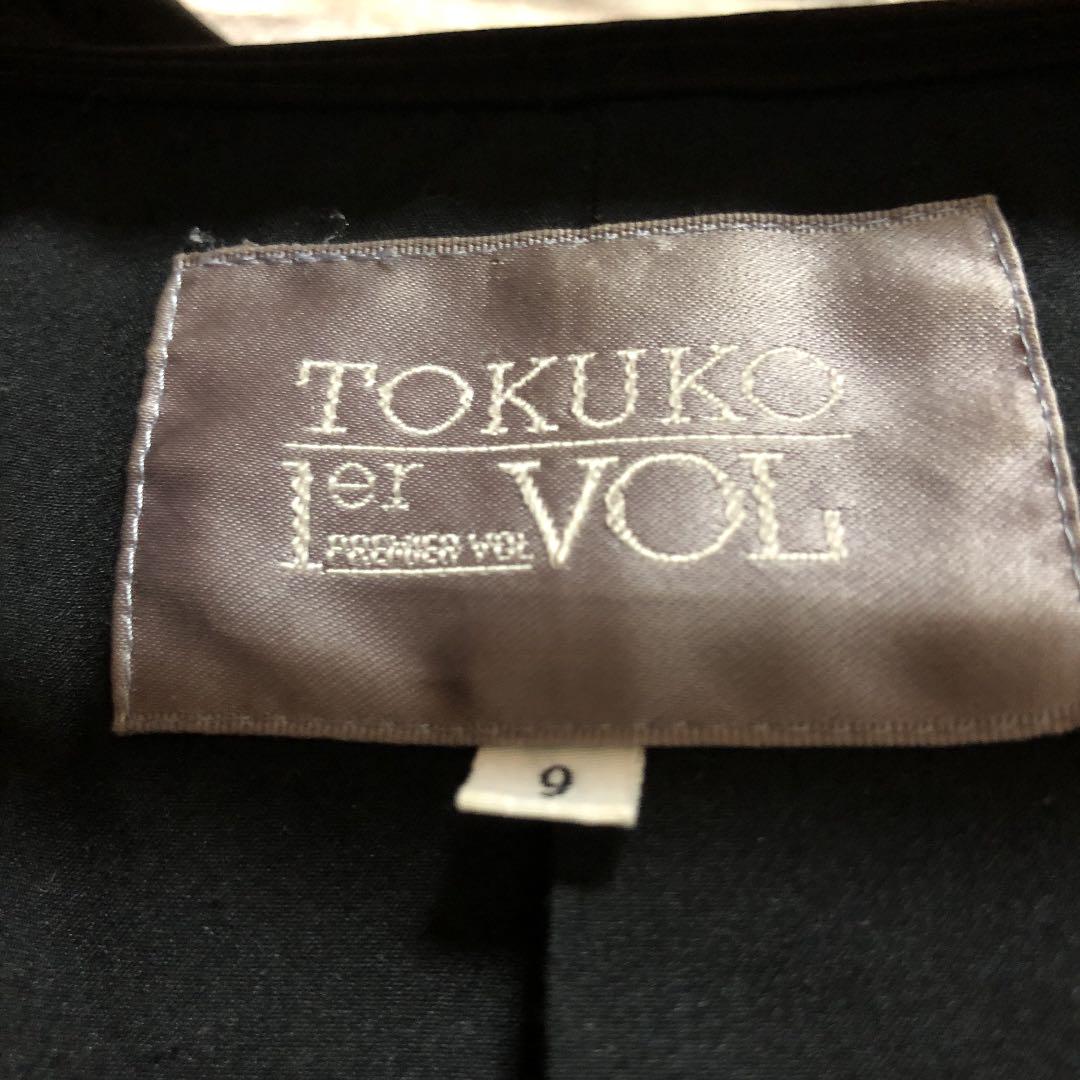 TOKUKO
1er VOL
PREMIER VOL
9